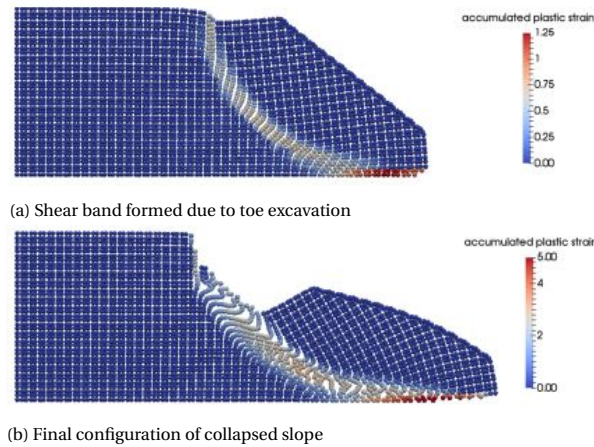 accumulated plastic strain
1.25
1
0.75
0.5
0.25
0.00
(a) Shear band formed due to toe excavation
accumulated plastic strain
5.00
4
2
0.00
(b) Final configuration of collapsed slope